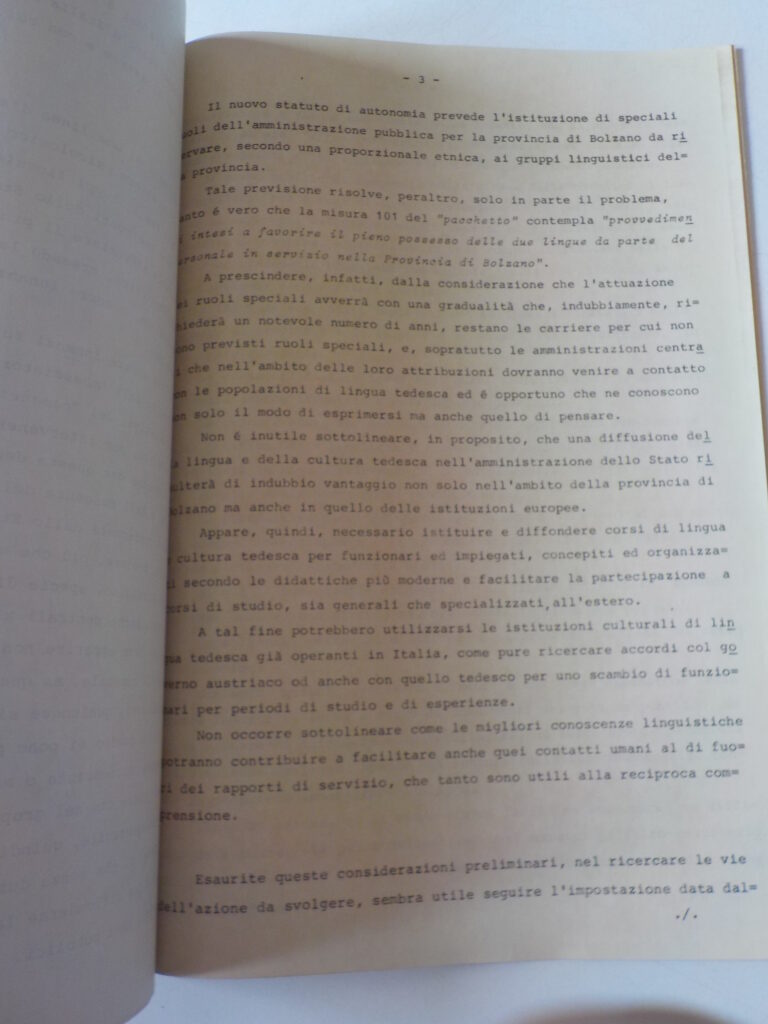 - 3 -
Il nuovo statuto di autonomia prevede l'istituzione di speciali
uoli dell'amministrazione pubblica per la provincia di Bolzano da ri
ervare, secondo una proporzionale etnica, ai gruppi linguistici del=
a provincia.
Tale previsione risolve, peraltro, solo in parte il problema,
anto é vero che la misura 101 del "pacchetto" contempla "provvedimen
i intesi a favorire il pieno possesso delle due lingue da parte del
ersonale in servizio nella Provincia di Bolzano".
A prescindere, infatti, dalla considerazione che l'attuazione
ei ruoli speciali avverrà con una gradualità che, indubbiamente, ri=
hiederà un notevole numero di anni, restano le carriere per cui non
ono previsti ruoli speciali, e, sopratutto le amministrazioni centra
i che nell'ambito delle loro attribuzioni dovranno venire a contatto
on le popolazioni di lingua tedesca ed é opportuno che ne conoscono
on solo il modo di esprimersi ma anche quello di pensare.
Non é inutile sottolineare, in proposito, che una diffusione del
a lingua e della cultura tedesca nell'amministrazione dello Stato ri
ulterà di indubbio vantaggio non solo nell'ambito della provincia di
olzano ma anche in quello delle istituzioni europee.
Appare, quindi, necessario istituire e diffondere corsi di lingua
e cultura tedesca per funzionari ed impiegati, concepiti ed organizza=
ti secondo le didattiche più moderne e facilitare la partecipazione a
corsi di studio, sia generali che specializzati, all'estero.
A tal fine potrebbero utilizzarsi le istituzioni culturali di lin
gua tedesca già operanti in Italia, come pure ricercare accordi col go
verno austriaco od anche con quello tedesco per uno scambio di funzio=
nari per periodi di studio e di esperienze.
Non occorre sottolineare come le migliori conoscenze linguistiche
potranno contribuire a facilitare anche quei contatti umani al di fuo=
ri dei rapporti di servizio, che tanto sono utili alla reciproca com=
prensione.
Esaurite queste considerazioni preliminari, nel ricercare le vie
dell'azione da svolgere, sembra utile seguire l'impostazione data dal=
./.